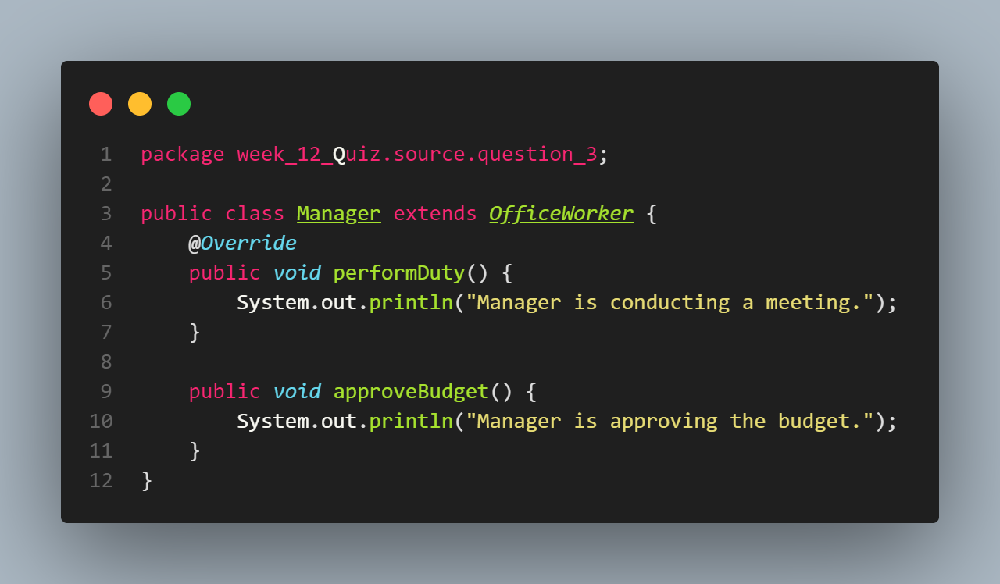 1 package week_12_Quiz.source.question_3;
2
3 public class Manager extends OfficeWorker {
4     @Override
5     public void performDuty() {
6         System.out.println("Manager is conducting a meeting.");
7     }
8
9     public void approveBudget() {
10         System.out.println("Manager is approving the budget.");
11     }
12 }